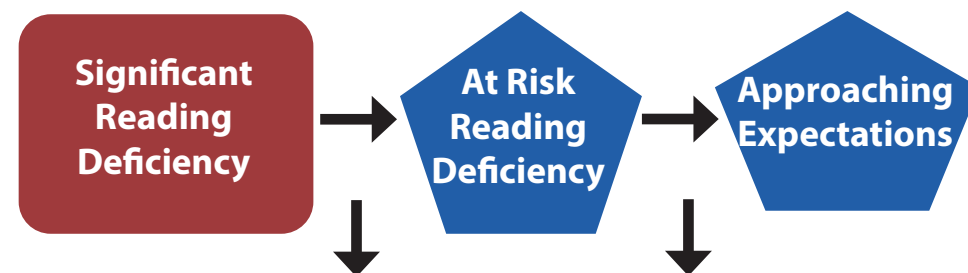 Significant
Reading
Deficiency
At Risk
Reading
Deficiency
Approaching
Expectations